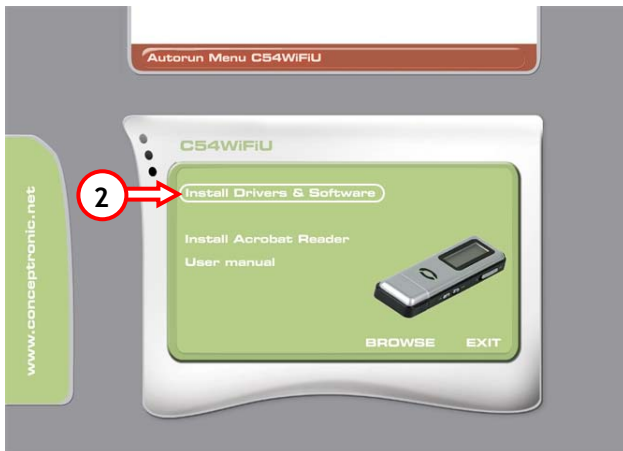 Autorun Menu C54WiFiU
www.conceptronic.net
C54WiFiU
2
Install Drivers & Software
Install Acrobat Reader
User manual
BROWSE EXIT